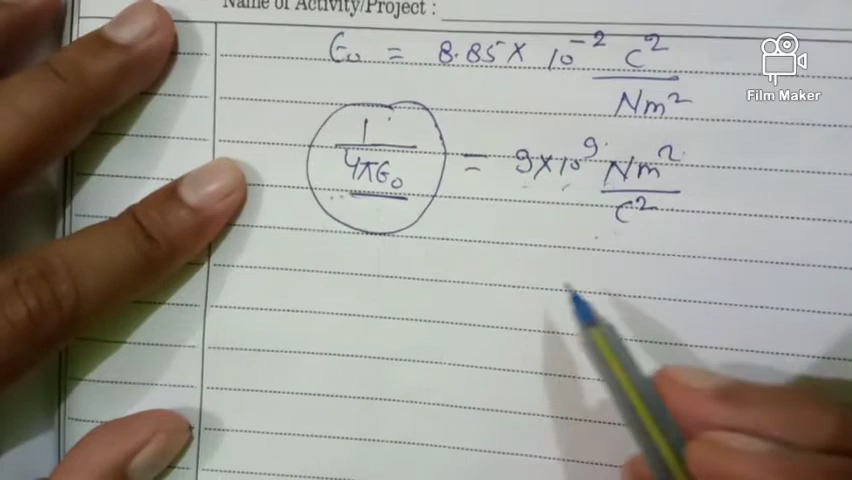 Name of Activity/Project :
ϵ₀ = 8.85 × 10⁻² C²/Nm²
Film Maker
1/4πϵ₀ = 9×10⁹ Nm²/C²